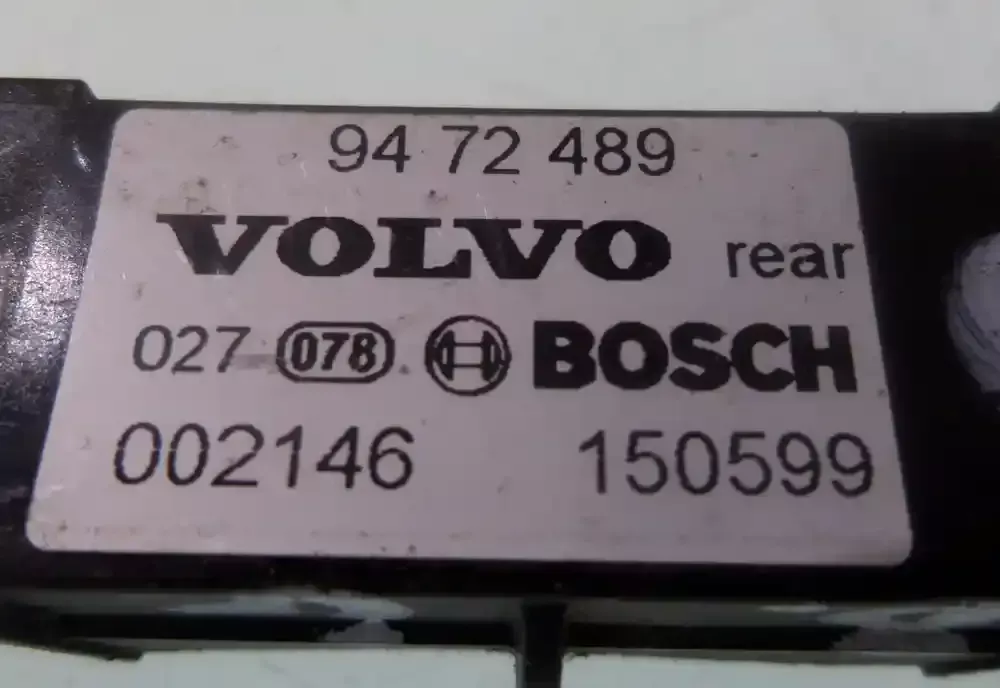 94 72 489
VOLVO rear
027 078 BOSCH
002146 150599